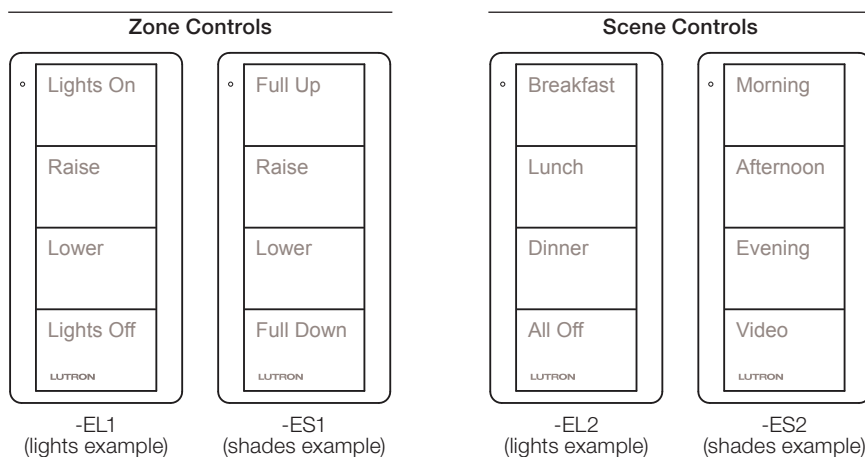 Zone Controls
Scene Controls
Lights On
Raise
Lower
Lights Off
LUTRON
-EL1
(lights example)
Full Up
Raise
Lower
Full Down
LUTRON
-ES1
(shades example)
Breakfast
Lunch
Dinner
All Off
LUTRON
-EL2
(lights example)
Morning
Afternoon
Evening
Video
LUTRON
-ES2
(shades example)